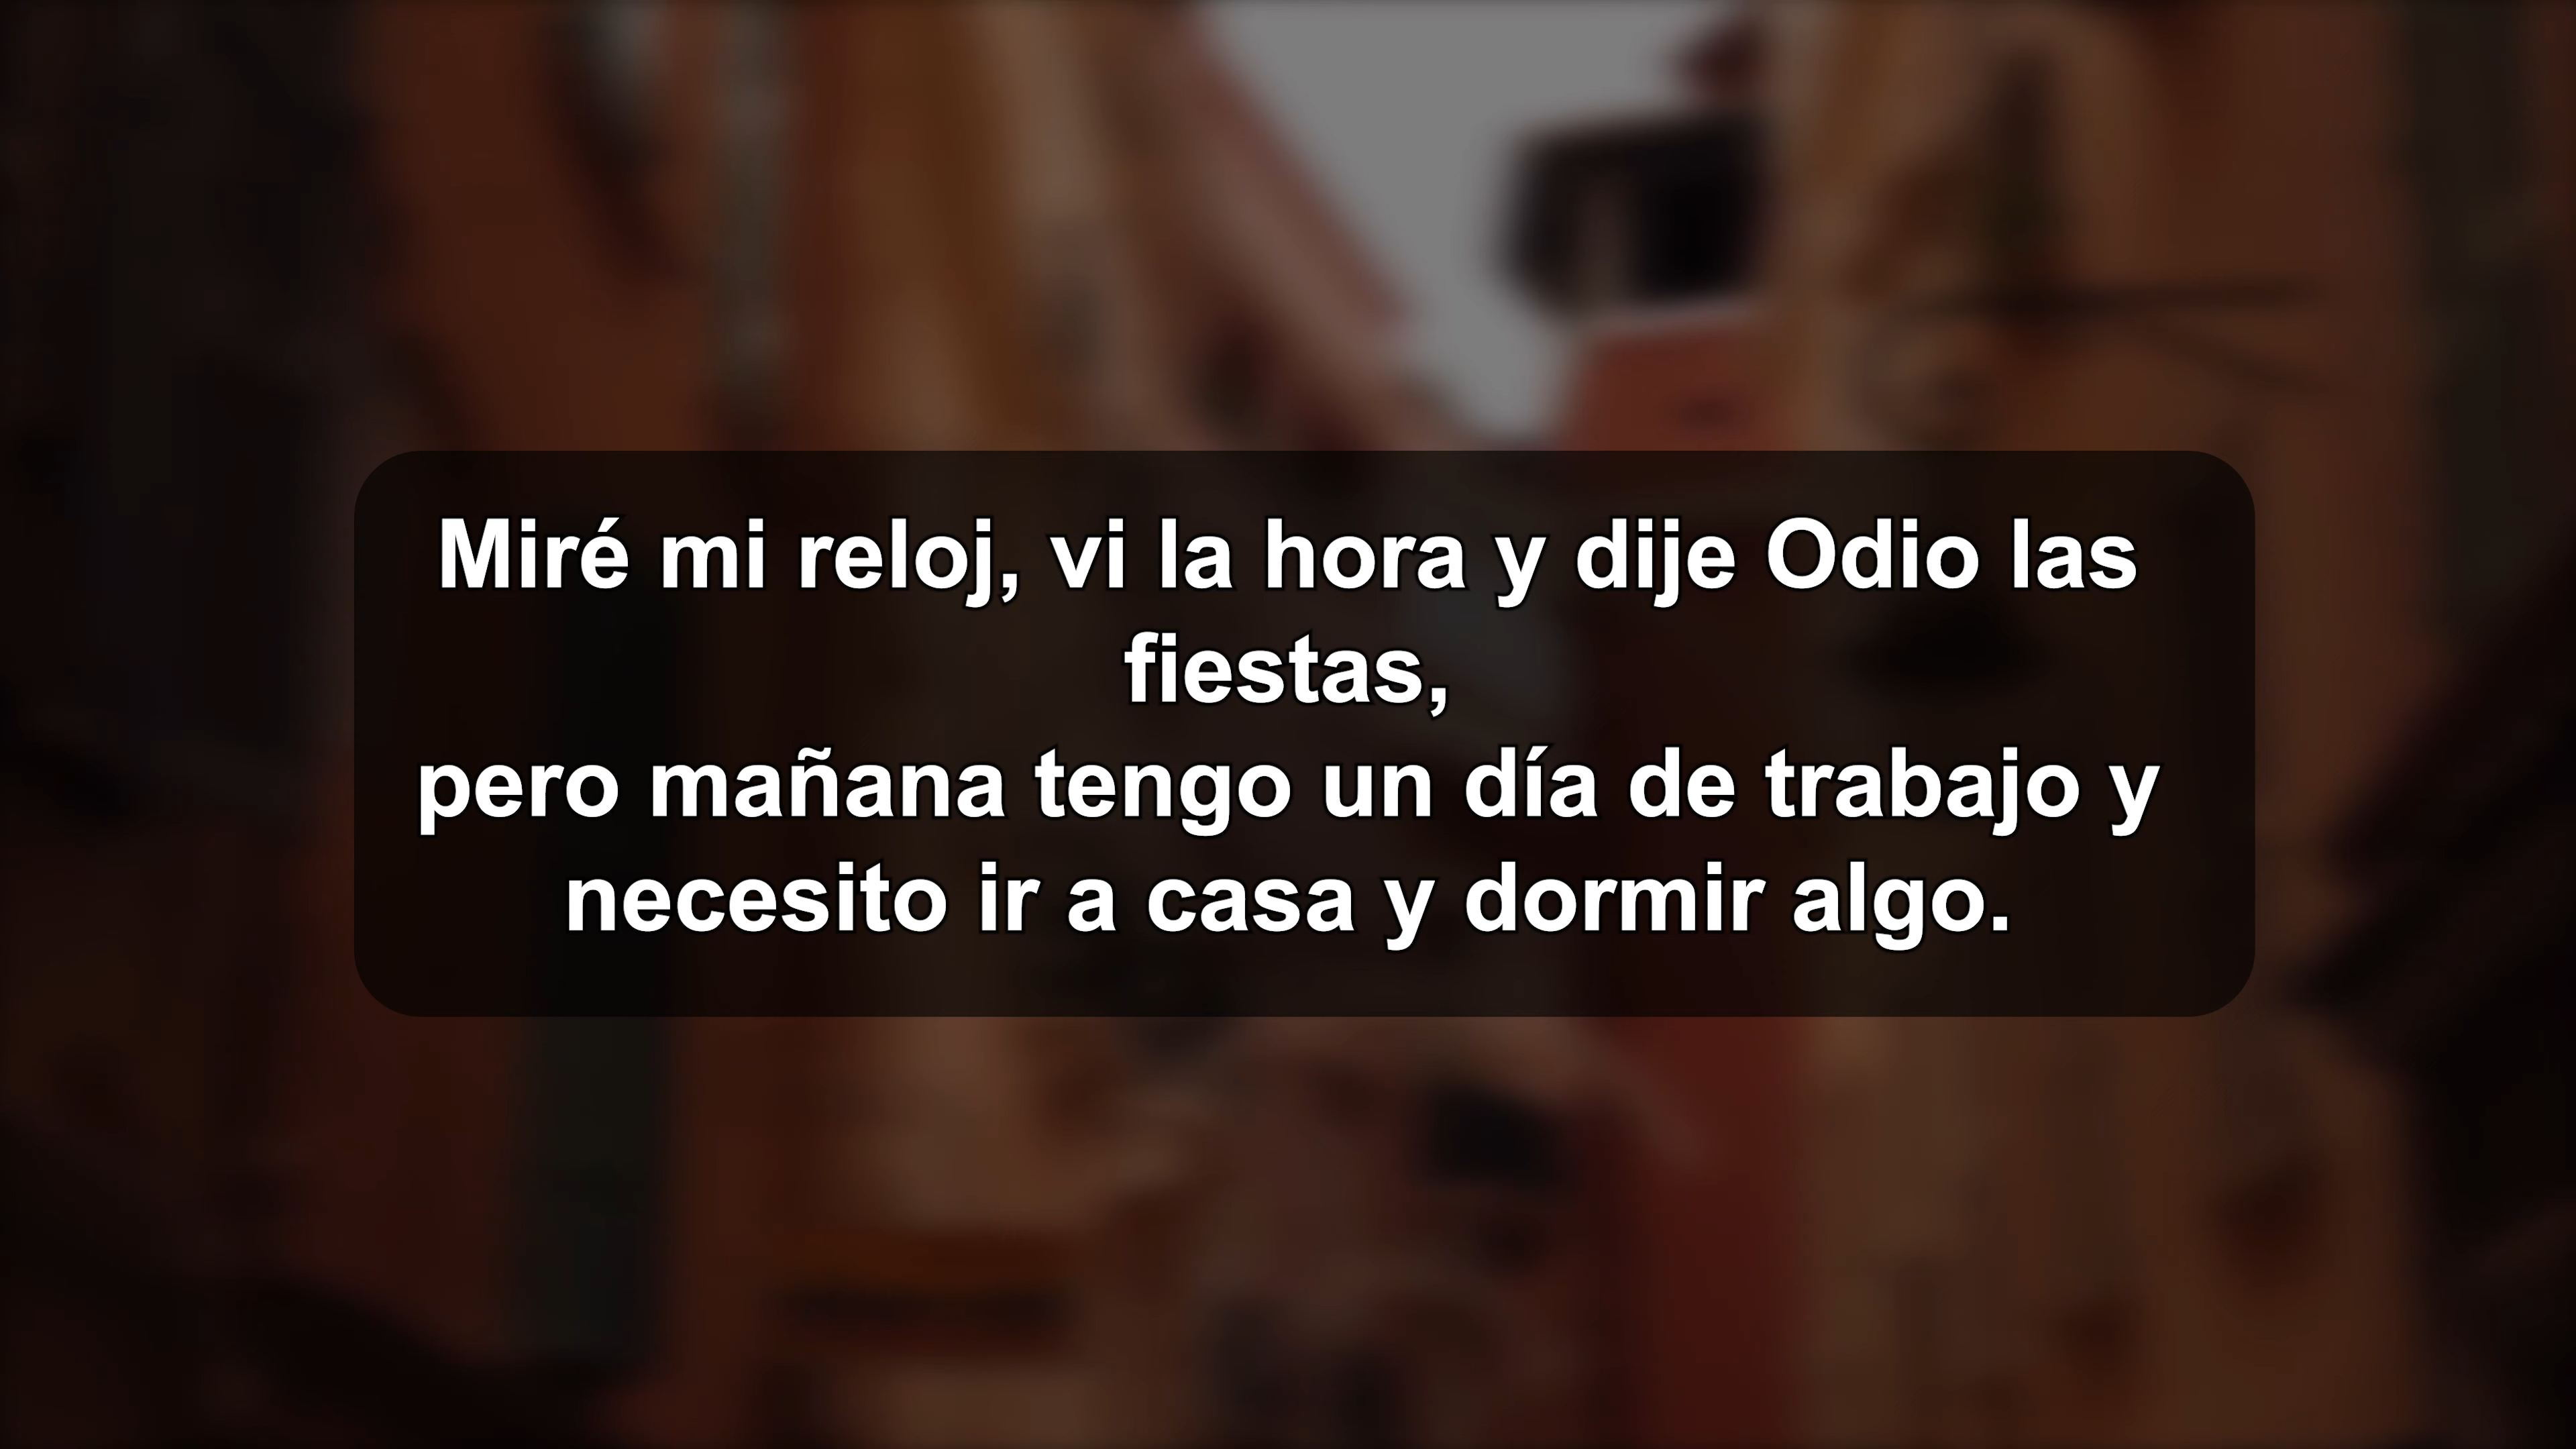 Miré mi reloj, vi la hora y dije Odio las
fiestas,
pero mañana tengo un día de trabajo y
necesito ir a casa y dormir algo.